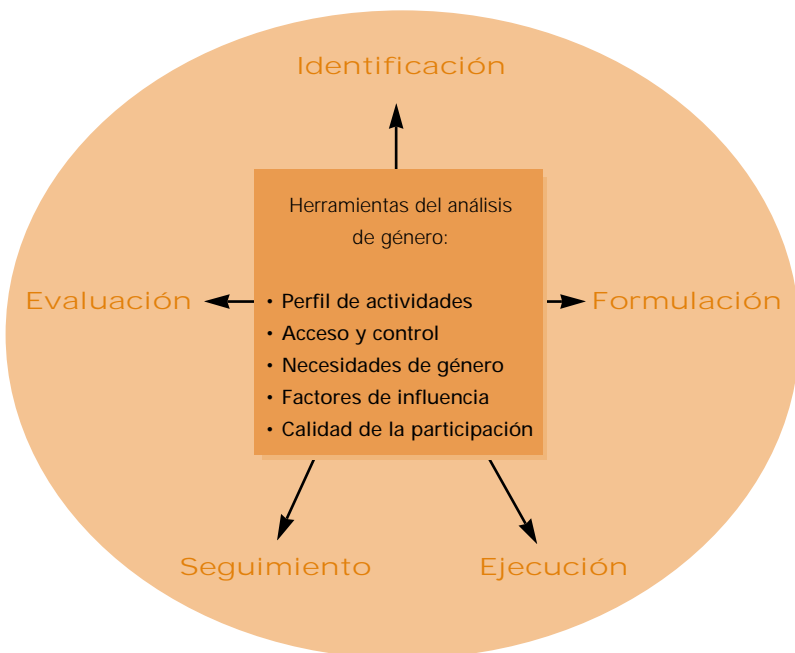 Identificación
Herramientas del análisis
de género:
Evaluación
• Perfil de actividades
Formulación
• Acceso y control
• Necesidades de género
• Factores de influencia
• Calidad de la participación
Seguimiento
Ejecución